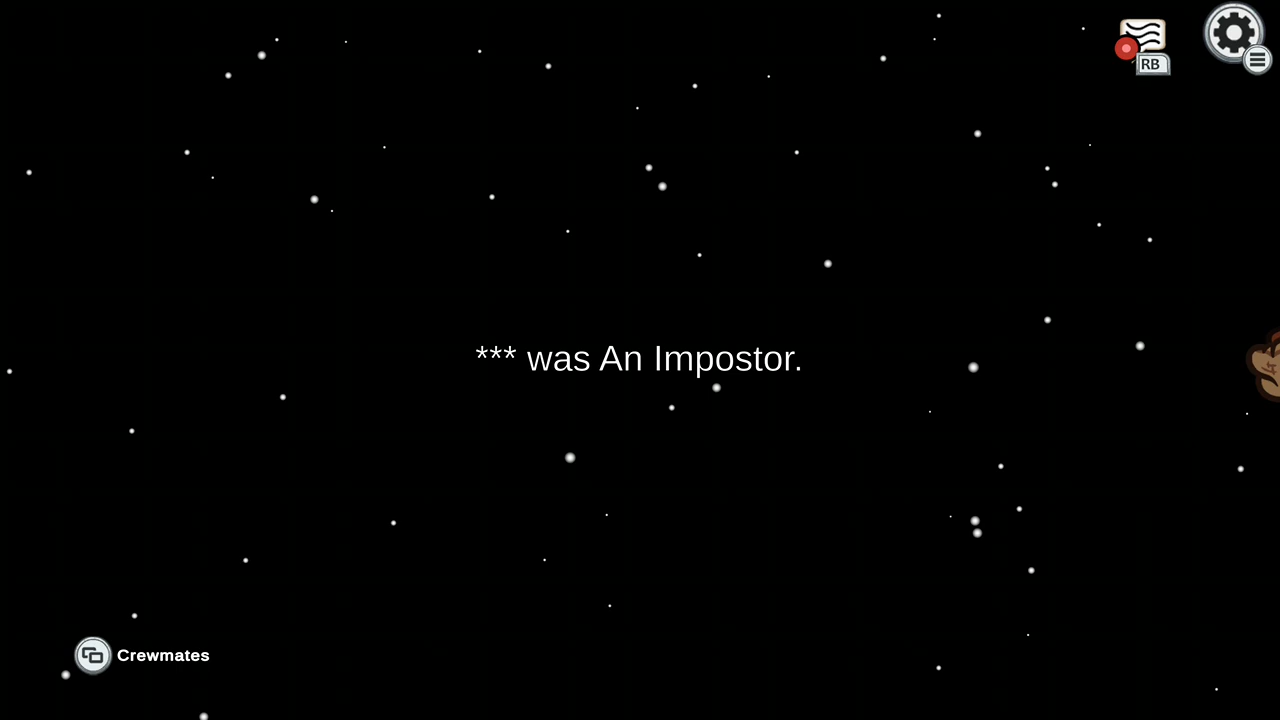 RB
*** was An Impostor.
Crewmates